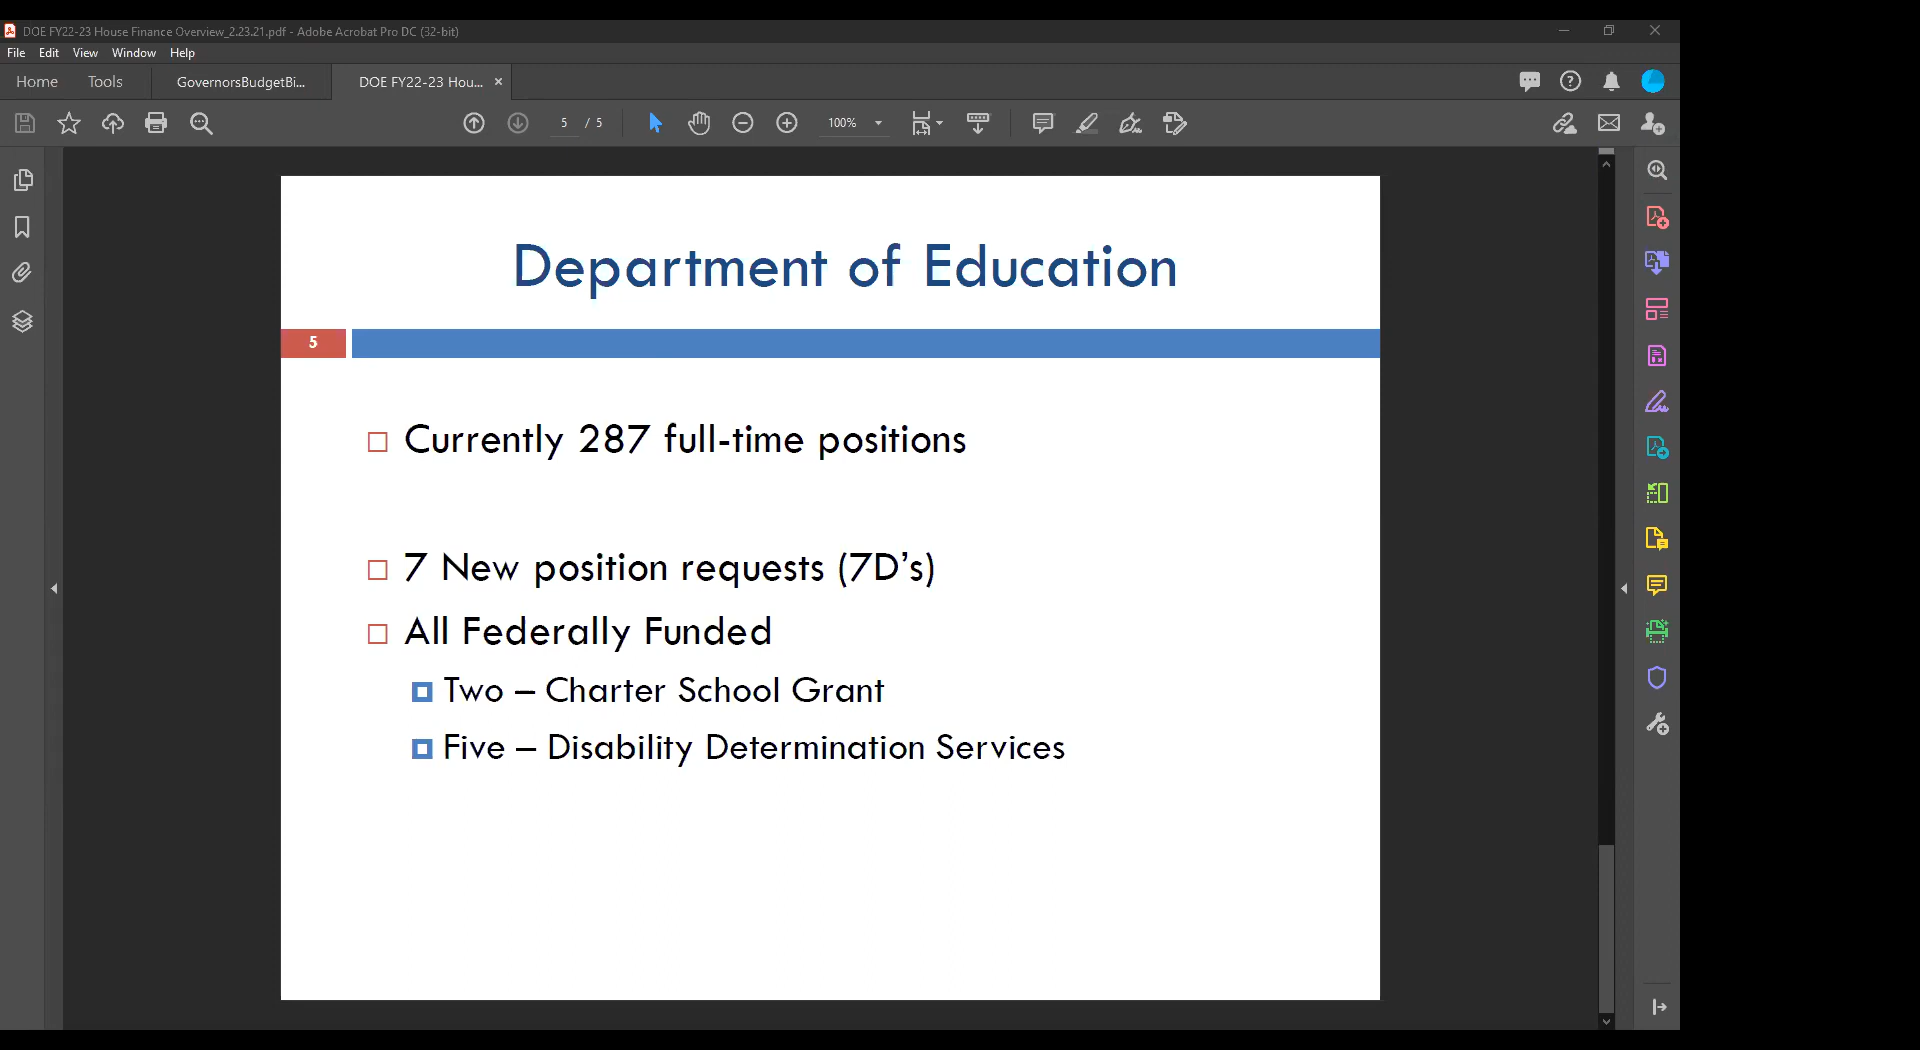 DOE FY22-23 House Finance Overview_2.23.21.pdf - Adobe Acrobat Pro DC (32-bit)
File Edit View Window Help
Home Tools GovernorsBudgetBi... DOE FY22-23 Hou... ×
5 / 5 100%
Department of Education
5
Currently 287 full-time positions
7 New position requests (7D’s)
All Federally Funded
Two – Charter School Grant
Five – Disability Determination Services